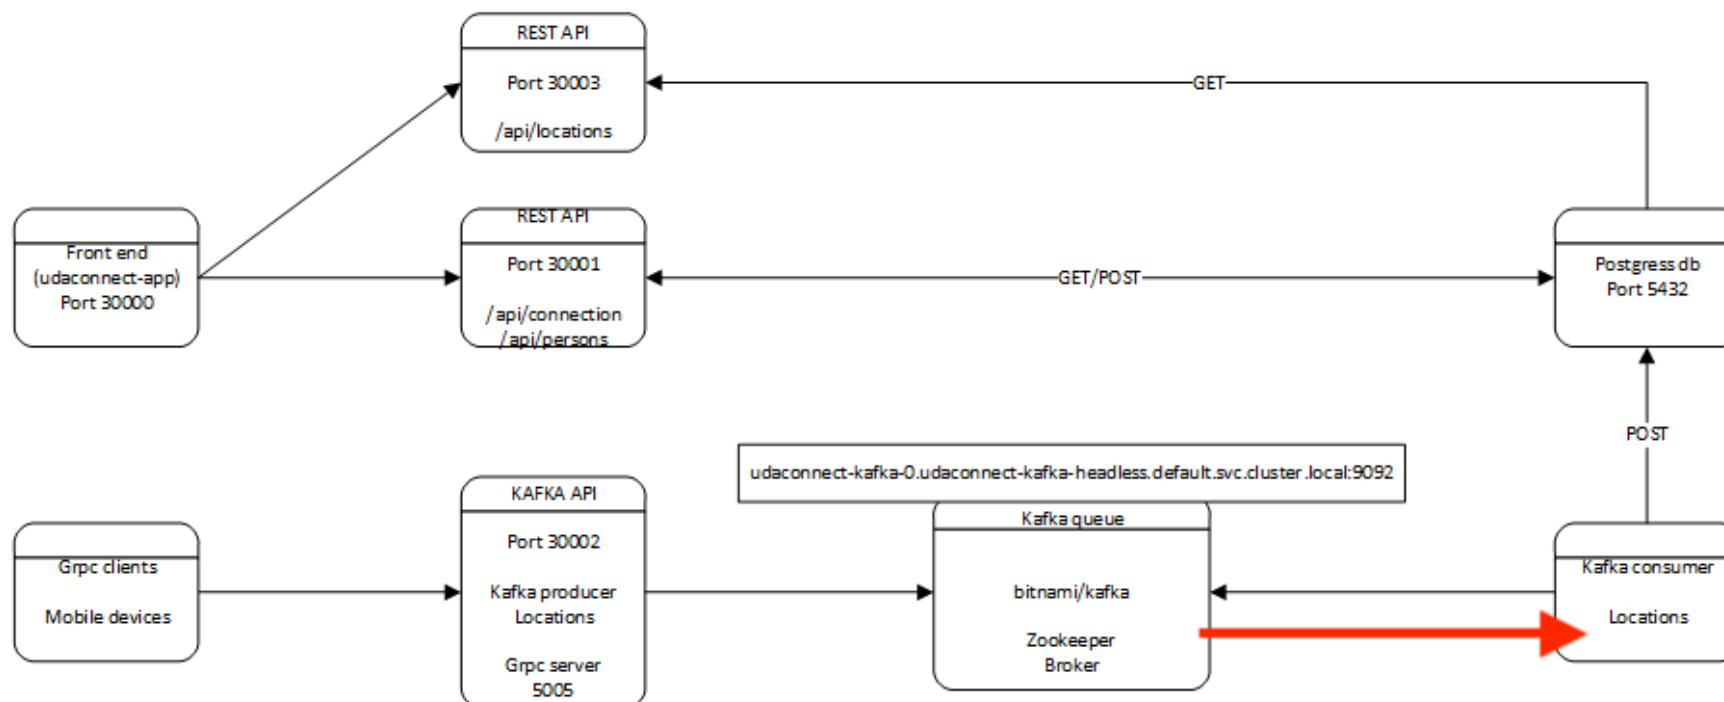 REST API
Port 30003
/api/locations
GET
Front end
(udaconnect-app)
Port 30000
REST API
Port 30001
/api/connection
/api/persons
GET/POST
Postgress db
Port 5432
POST
udaconnect-kafka-0.udaconnect-kafka-headless.default.svc.cluster.local:9092
Grpc clients
Mobile devices
KAFKA API
Port 30002
Kafka producer
Locations
Grpc server
5005
Kafka queue
bitnami/kafka
Zookeeper
Broker
Kafka consumer
Locations